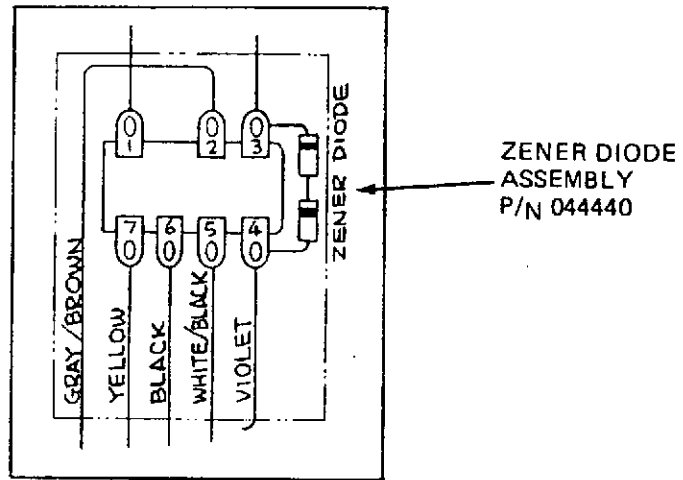 1
2
3
ZENER DIODE
7
6
5
4
GRAY/BROWN
YELLOW
BLACK
WHITE/BLACK
VIOLET
ZENER DIODE
ASSEMBLY
P/N 044440